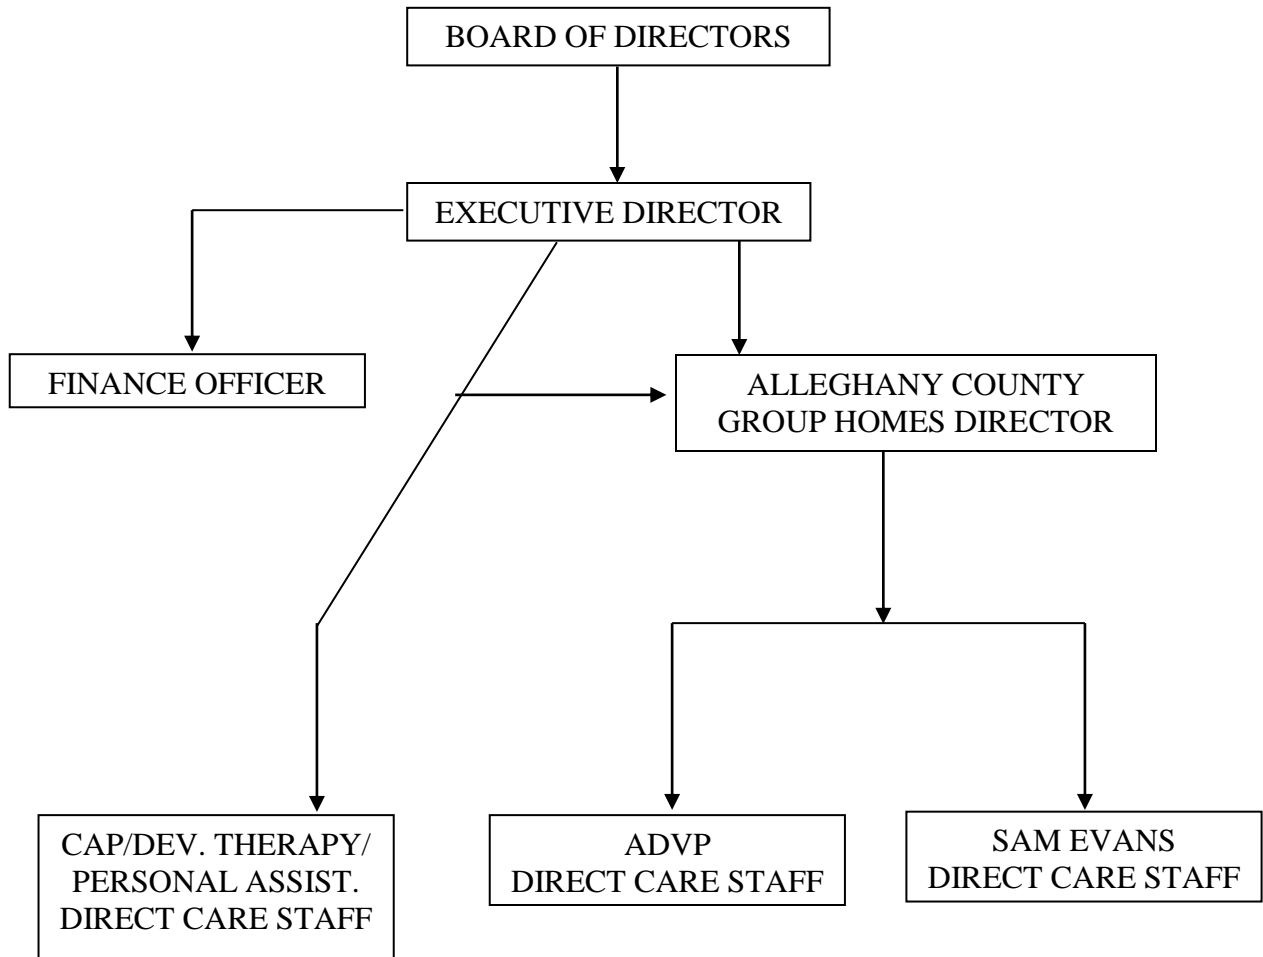 BOARD OF DIRECTORS
EXECUTIVE DIRECTOR
FINANCE OFFICER
ALLEGHANY COUNTY
GROUP HOMES DIRECTOR
CAP/DEV. THERAPY/
PERSONAL ASSIST.
DIRECT CARE STAFF
ADVP
DIRECT CARE STAFF
SAM EVANS
DIRECT CARE STAFF